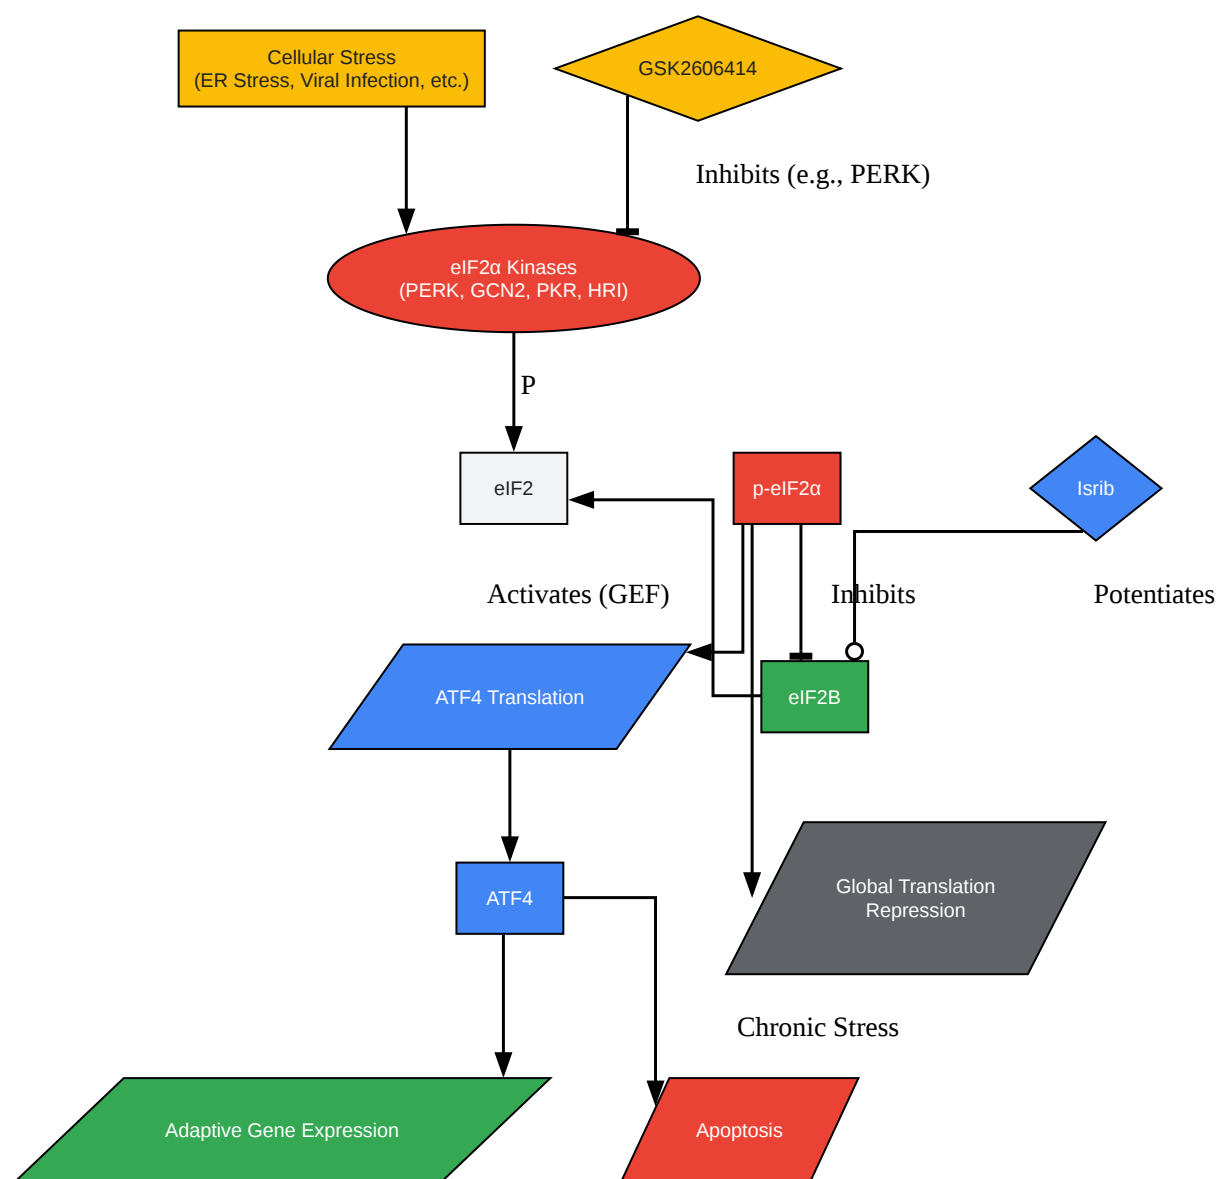 Cellular Stress
(ER Stress, Viral Infection, etc.)
GSK2606414
Inhibits (e.g., PERK)
eIF2α Kinases
(PERK, GCN2, PKR, HRI)
P
eIF2
p-eIF2α
Isrib
Activates (GEF)
Inhibits
Potentiates
ATF4 Translation
eIF2B
Global Translation
Repression
ATF4
Chronic Stress
Adaptive Gene Expression
Apoptosis